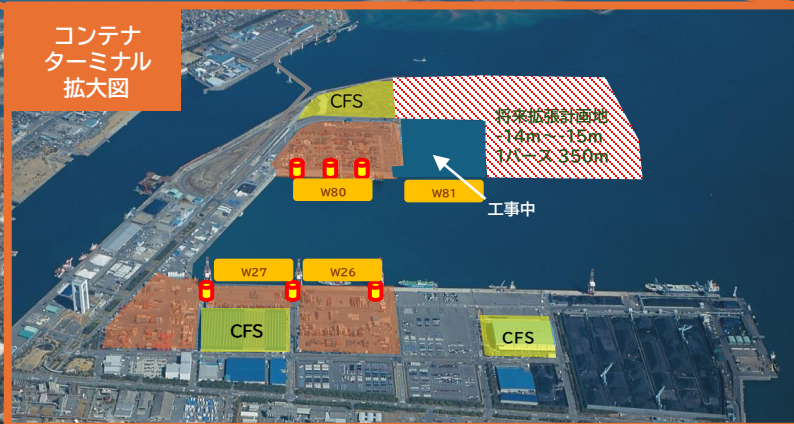 コンテナ
ターミナル
拡大図
CFS
将来拡張計画地
-14m～-15m
1バース 350m
W80
W81
工事中
W27
W26
CFS
CFS